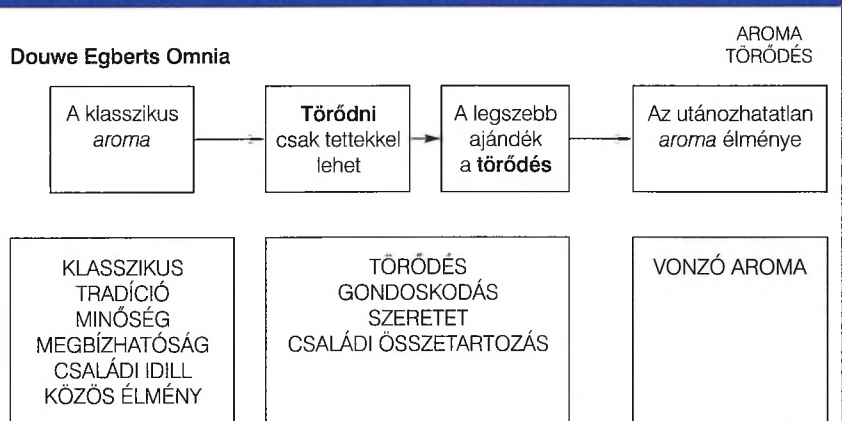 AROMA
TÖRŐDÉS
Douwe Egberts Omnia
A klasszikus
aroma
Törődni
csak tettekkel
lehet
A legszebb
ajándék
a törődés
Az utánozhatatlan
aroma élménye
KLASSZIKUS
TRADÍCIÓ
MINŐSÉG
MEGBÍZHATÓSÁG
CSALÁDI IDILL
KÖZÖS ÉLMÉNY
TÖRŐDÉS
GONDOSKODÁS
SZERETET
CSALÁDI ÖSSZETARTOZÁS
VONZÓ AROMA